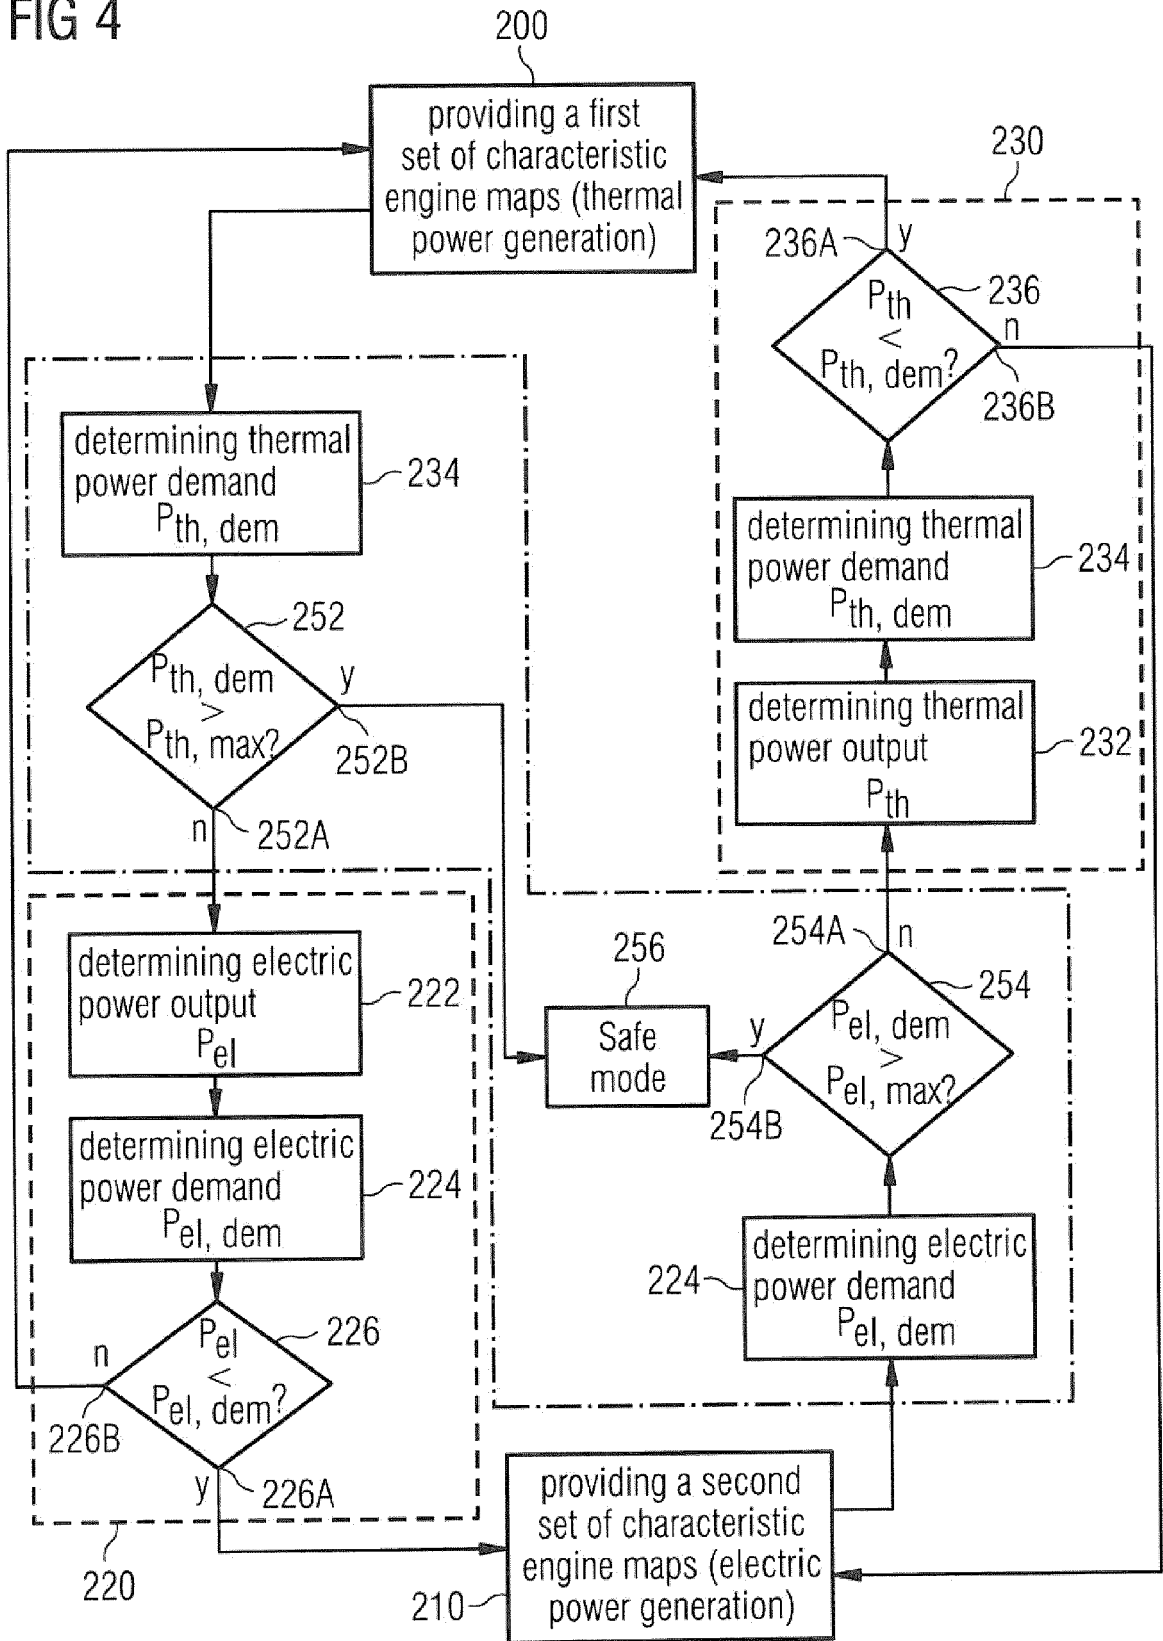 FIG 4
200
providing a first
set of characteristic
engine maps (thermal
power generation)
230
236A
y
236
Pth
<
Pth, dem?
n
236B
determining thermal
power demand
Pth, dem
234
252
Pth, dem
>
Pth, max?
y
252B
n
252A
determining thermal
power demand
Pth, dem
234
determining thermal
power output
Pth
232
determining electric
power output
Pel
222
256
Safe
mode
254A
n
254
Pel, dem
>
Pel, max?
y
254B
determining electric
power demand
Pel, dem
224
224
determining electric
power demand
Pel, dem
226
Pel
<
Pel, dem?
n
226B
y
226A
220
providing a second
set of characteristic
engine maps (electric
power generation)
210